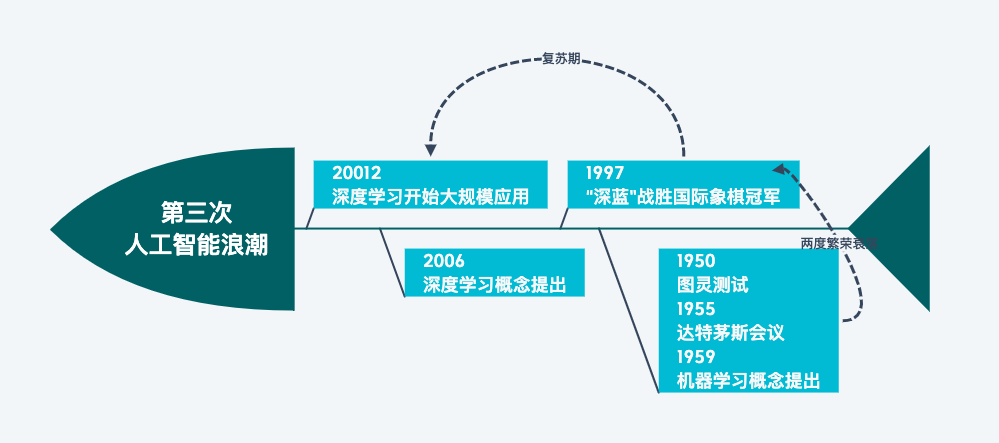 复苏期
第三次
人工智能浪潮
20012
深度学习开始大规模应用
1997
"深蓝"战胜国际象棋冠军
2006
深度学习概念提出
两度繁荣衰
1950
图灵测试
1955
达特茅斯会议
1959
机器学习概念提出